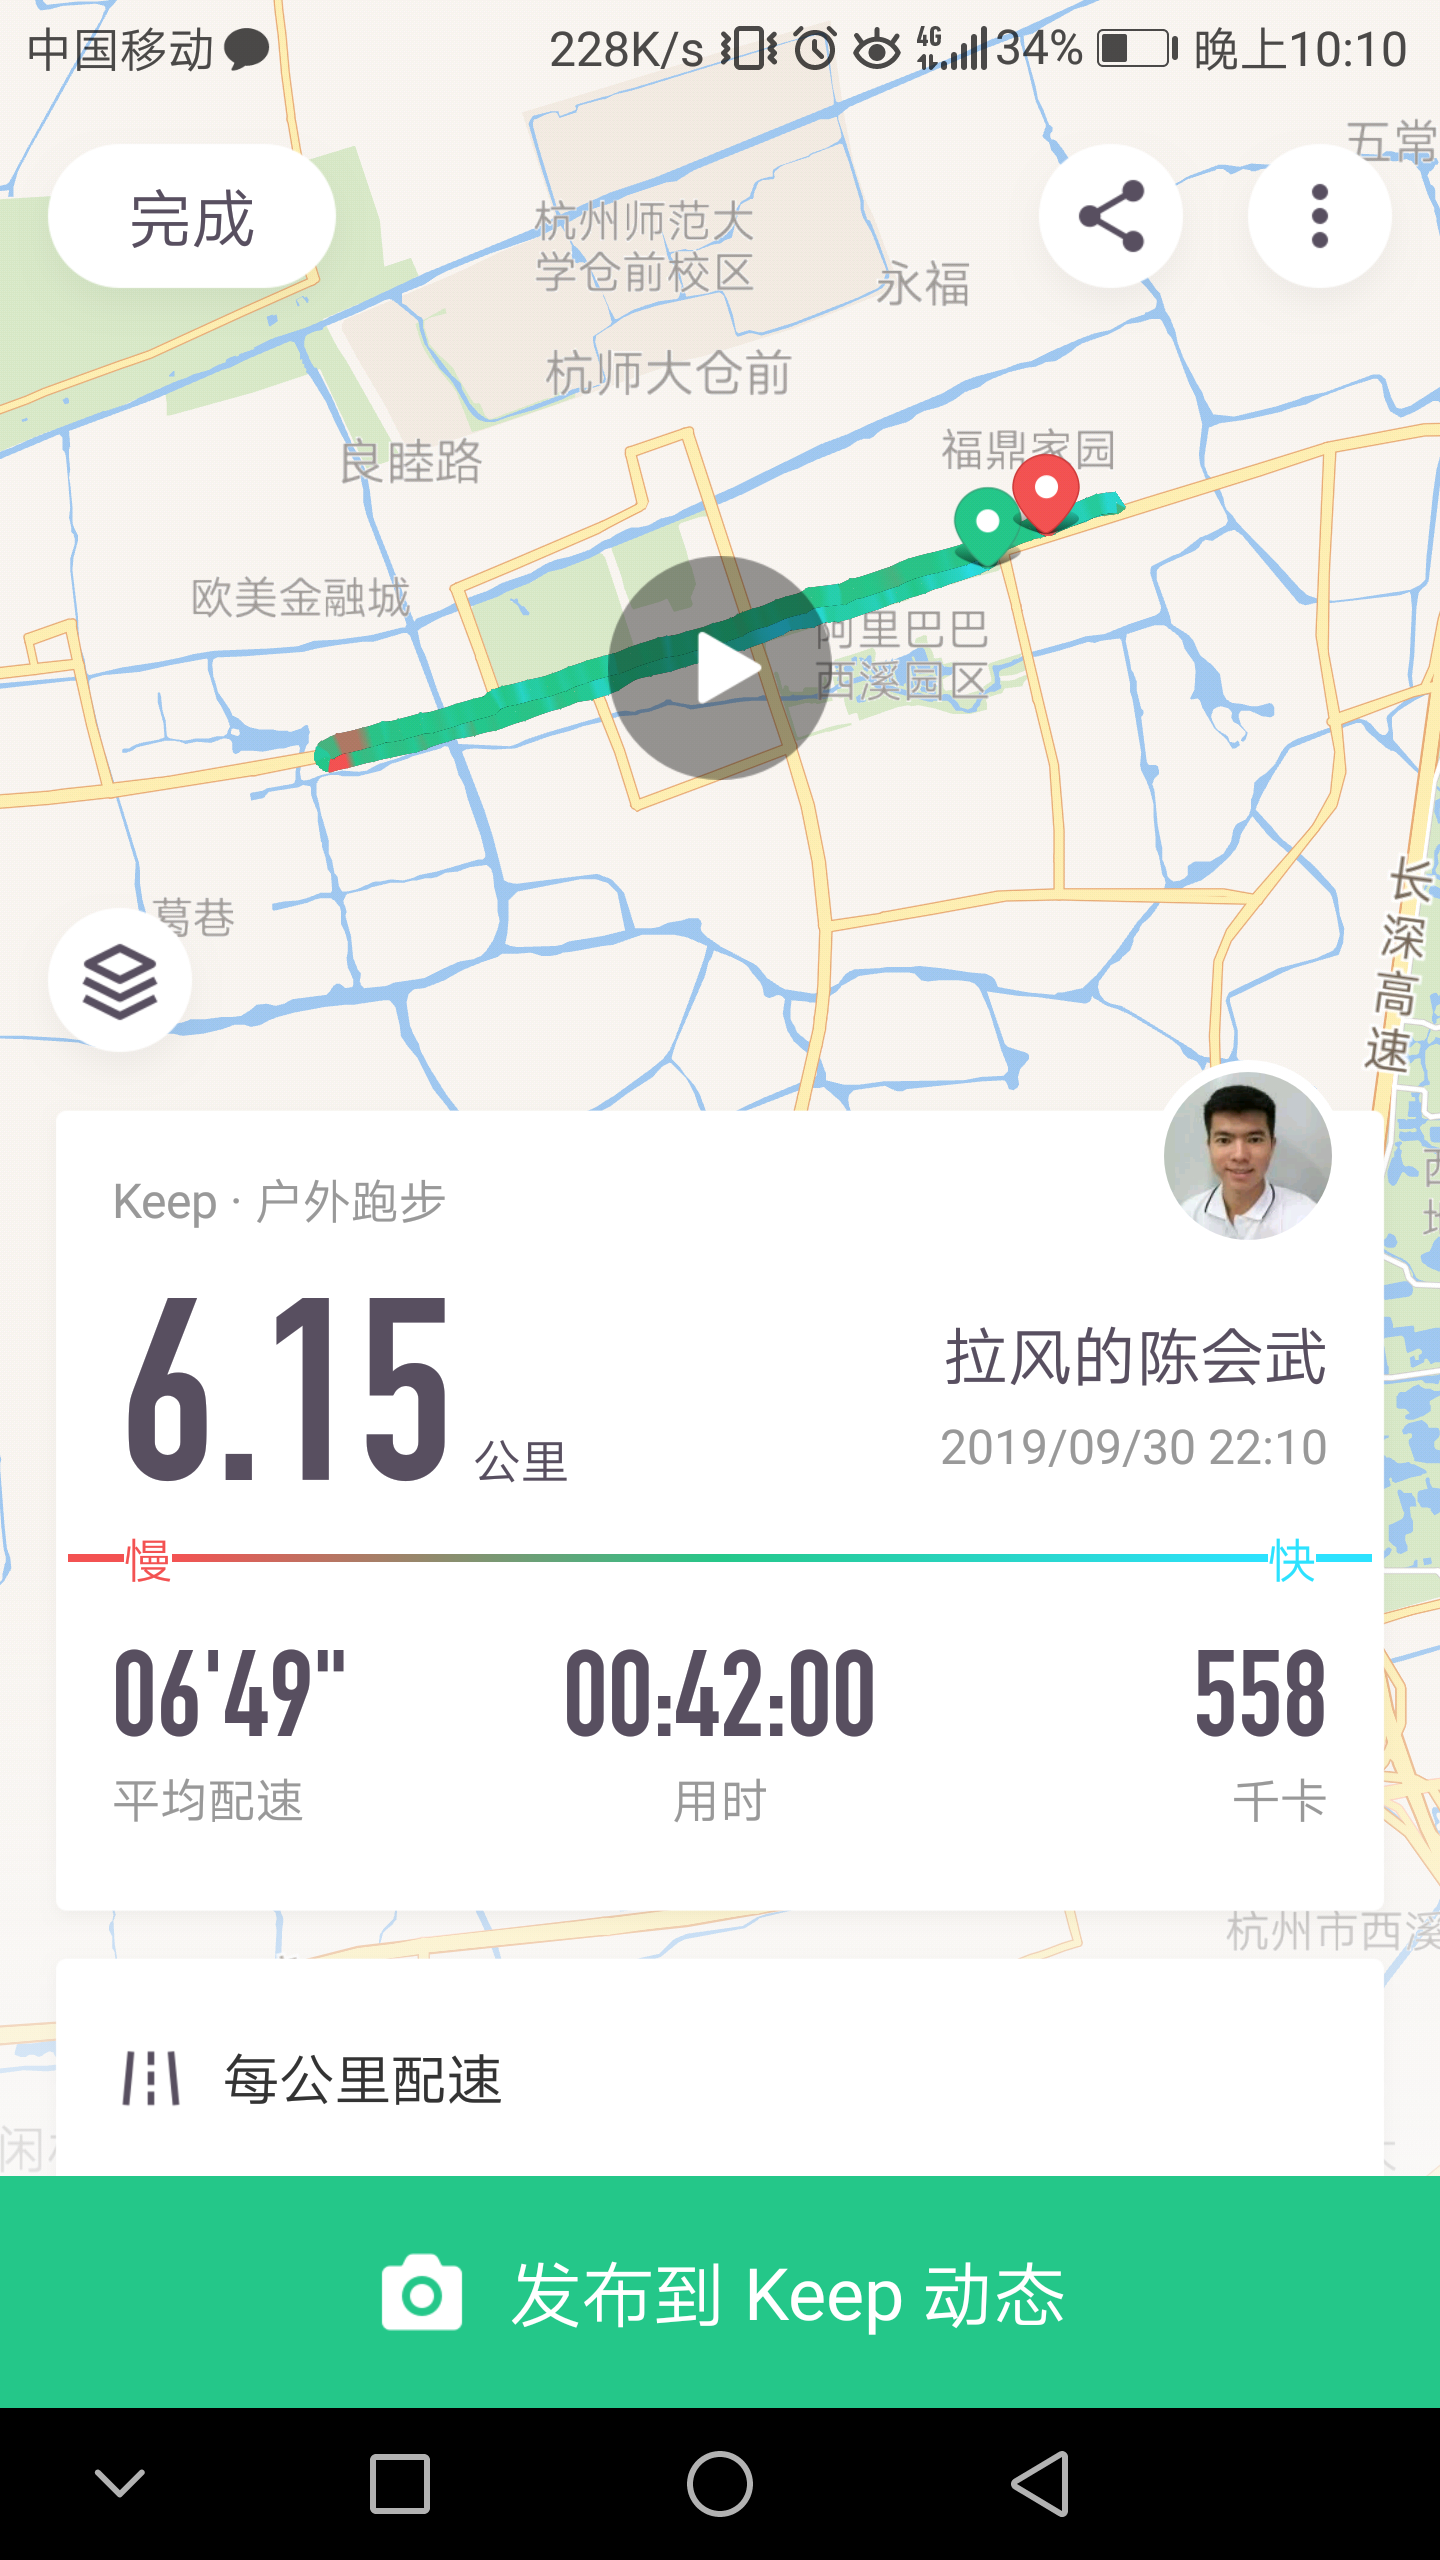 中国移动 228K/s 4G 34% 晚上10:10
五常
完成
杭州师范大
学仓前校区
永福
杭师大仓前
福鼎家园
良睦路
欧美金融城
阿里巴巴
西溪园区
葛巷
长深高速
Keep · 户外跑步
6.15 公里
拉风的陈会武
2019/09/30 22:10
慢 快
06'49" 00:42:00 558
平均配速 用时 千卡
杭州市西溪
每公里配速
发布到 Keep 动态